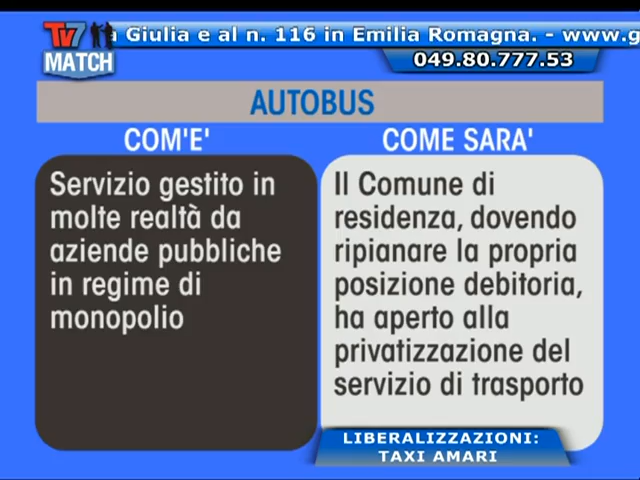 a Giulia e al n. 116 in Emilia Romagna. - www.g
TV7
MATCH
049.80.777.53
AUTOBUS
COM'E'
COME SARA'
Servizio gestito in
molte realtà da
aziende pubbliche
in regime di
monopolio
Il Comune di
residenza, dovendo
ripianare la propria
posizione debitoria,
ha aperto alla
privatizzazione del
servizio di trasporto
LIBERALIZZAZIONI:
TAXI AMARI